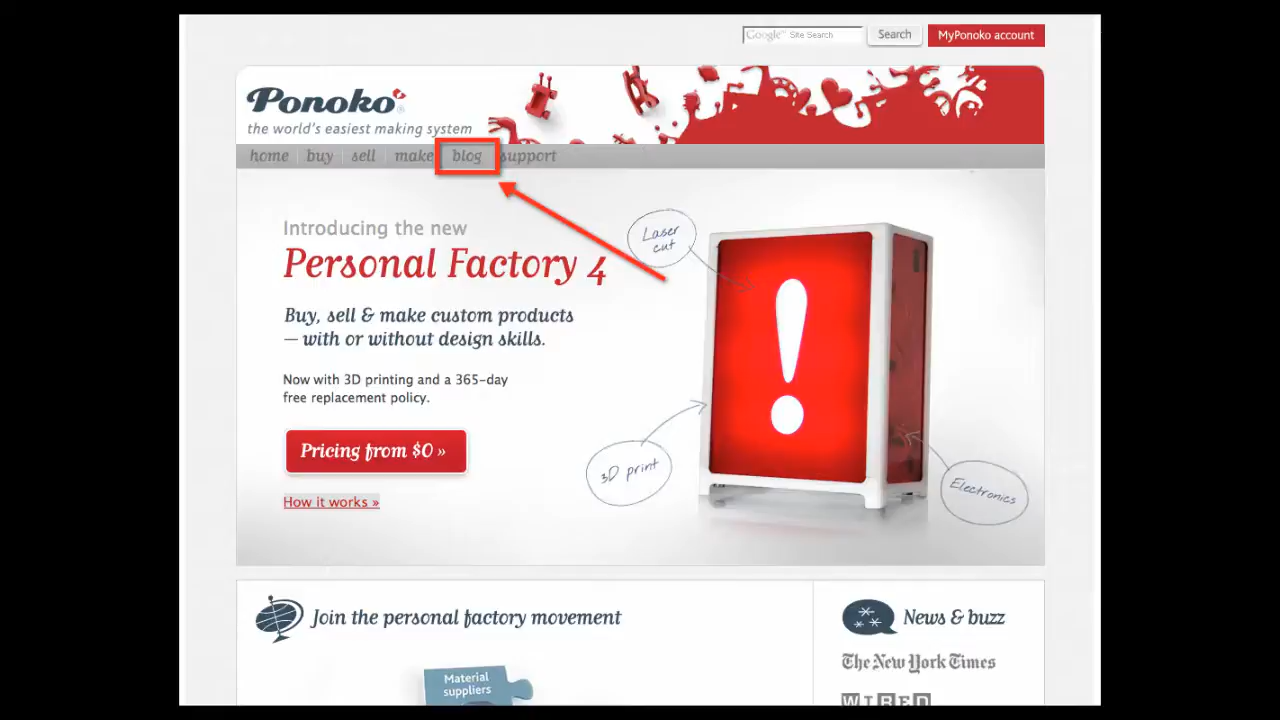 Google™ Site Search
Search
MyPonoko account
Ponoko®
the world's easiest making system
home buy sell make blog support
Introducing the new
Personal Factory 4
Buy, sell & make custom products
— with or without design skills.
Now with 3D printing and a 365-day
free replacement policy.
Pricing from $0 »
How it works »
Laser
cut
3D print
Electronics
Join the personal factory movement
Material
suppliers
News & buzz
The New York Times
WIRED